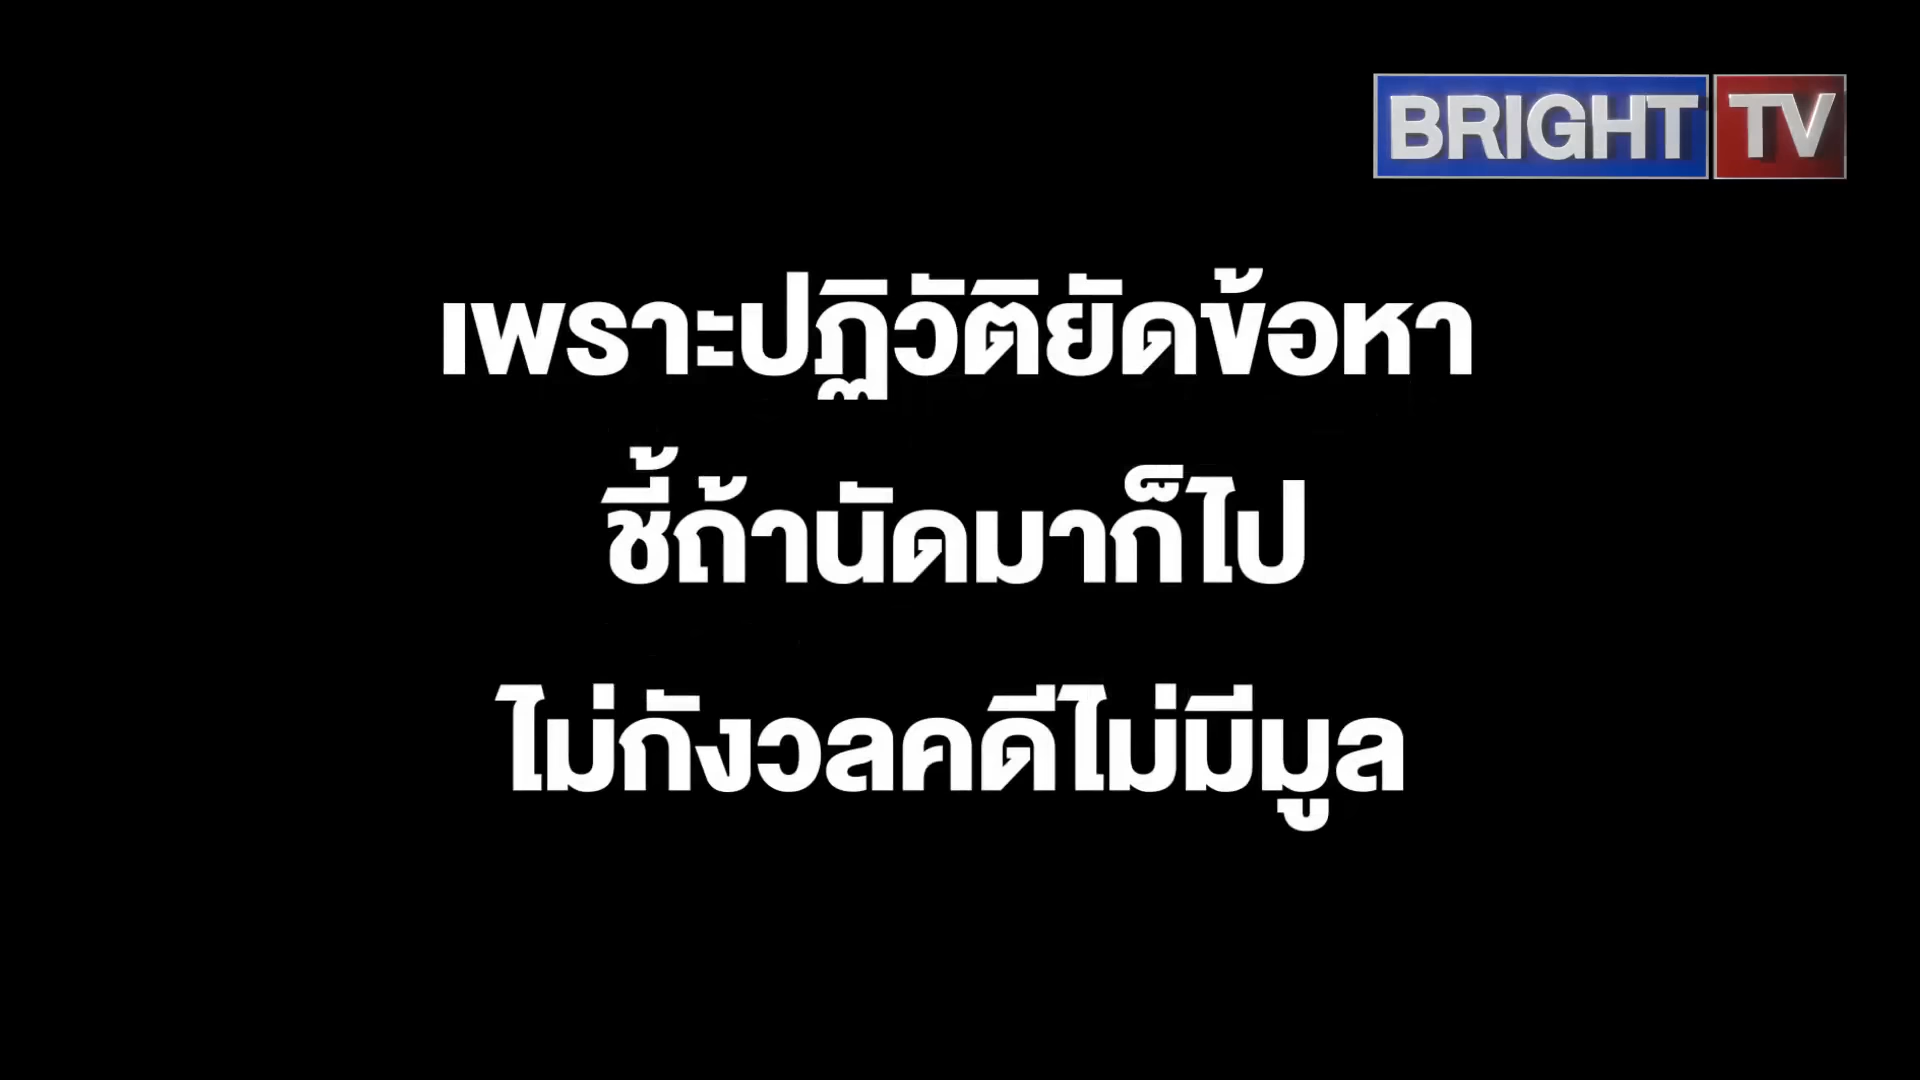 BRIGHT TV
เพราะปฏิวัติยัดข้อหา
ชี้ถ้านัดมาก็ไป
ไม่กังวลคดีไม่มีมูล